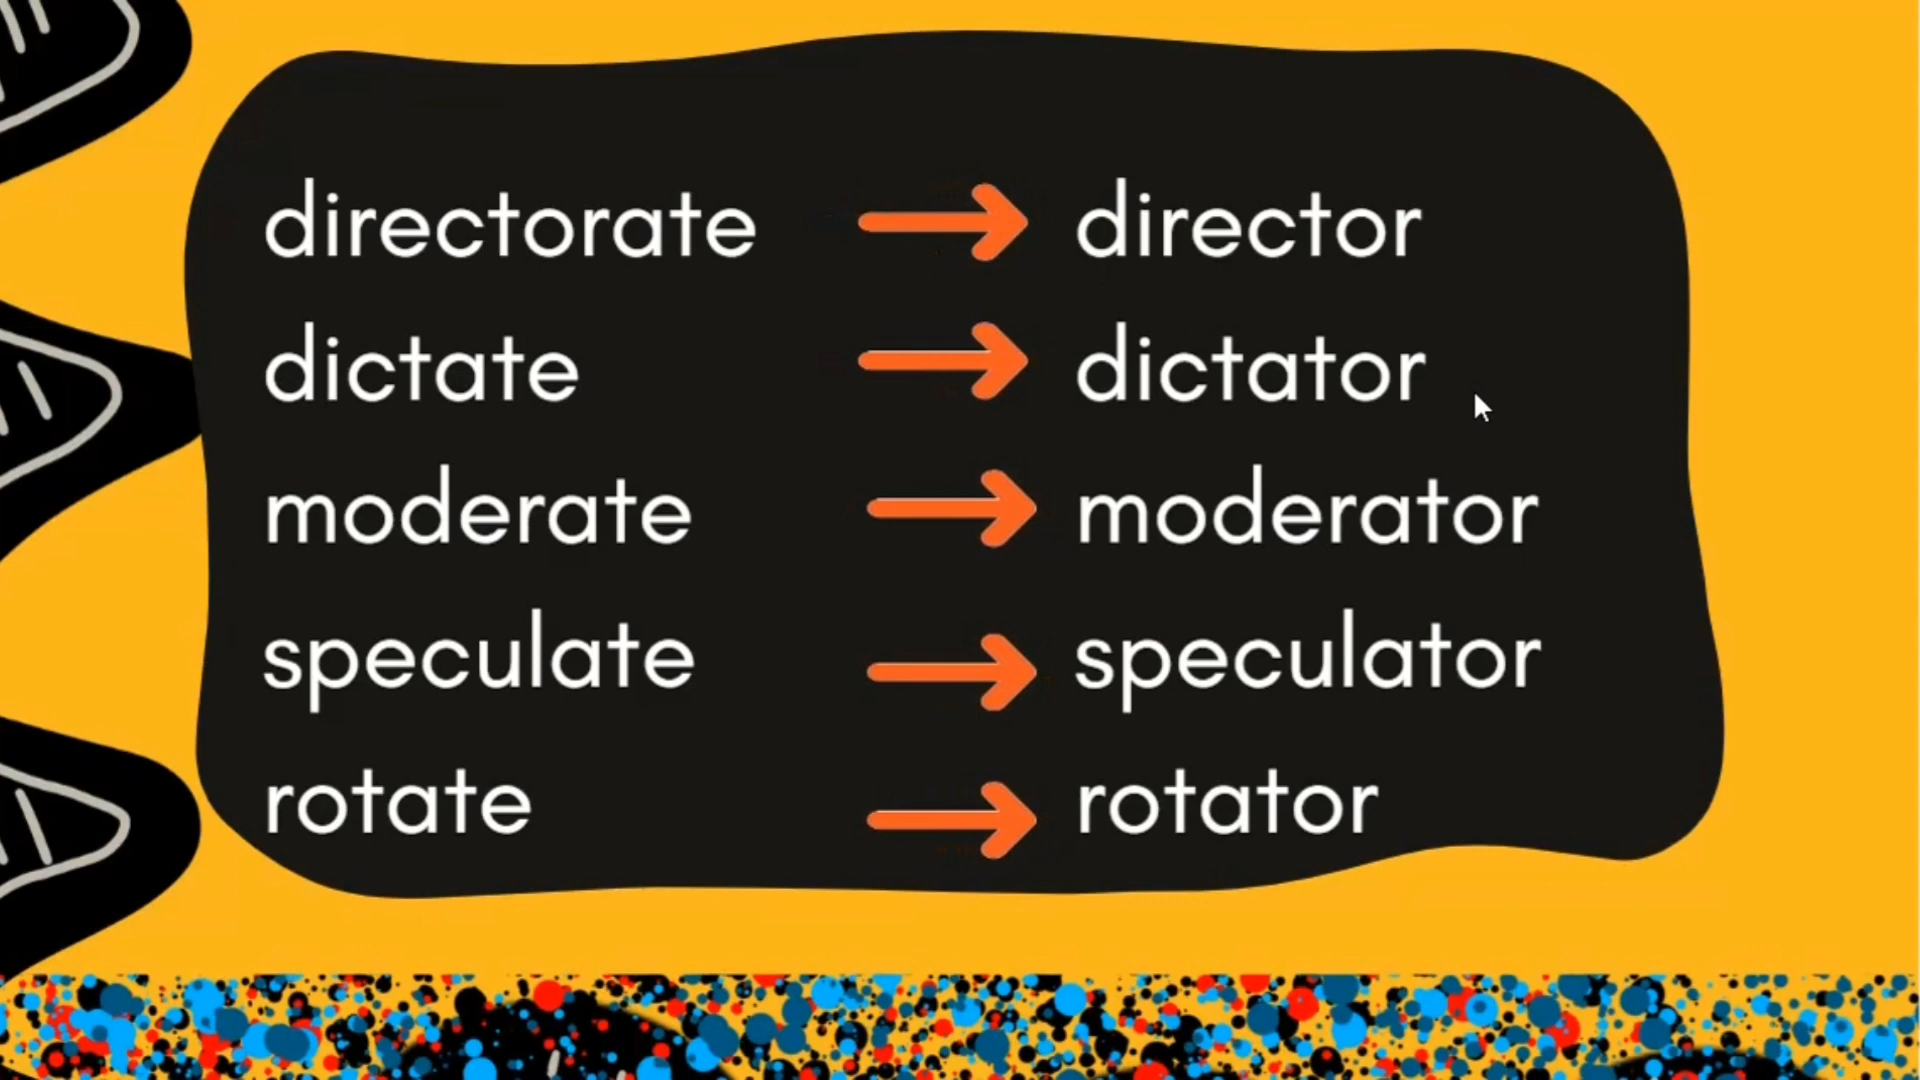 directorate → director
dictate → dictator
moderate → moderator
speculate → speculator
rotate → rotator